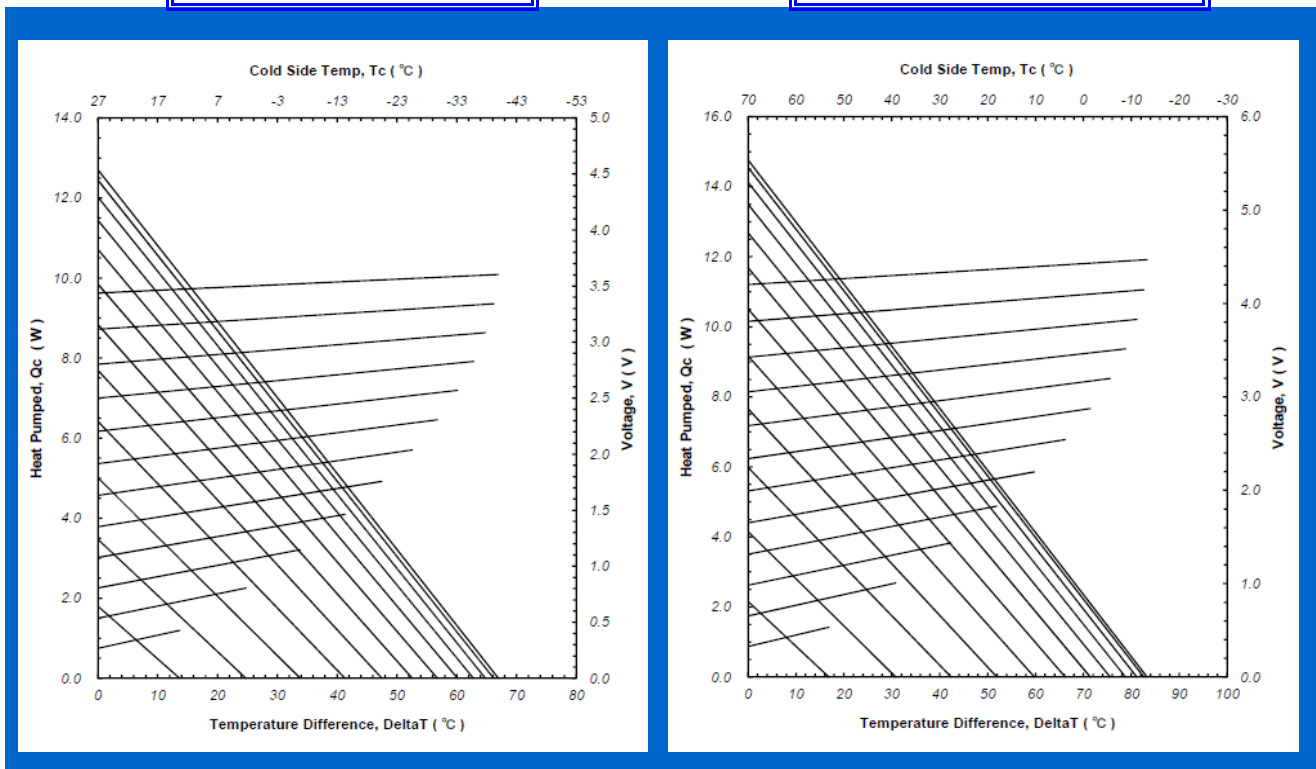 Cold Side Temp, Tc ( °C )
27 17 7 -3 -13 -23 -33 -43 -53
14.0
12.0
10.0
8.0
6.0
4.0
2.0
0.0
Heat Pumped, Qc ( W )
5.0
4.5
4.0
3.5
3.0
2.5
2.0
1.5
1.0
0.5
0.0
Voltage, V ( V )
0 10 20 30 40 50 60 70 80
Temperature Difference, DeltaT ( °C )
Cold Side Temp, Tc ( °C )
70 60 50 40 30 20 10 0 -10 -20 -30
16.0
14.0
12.0
10.0
8.0
6.0
4.0
2.0
0.0
Heat Pumped, Qc ( W )
6.0
5.0
4.0
3.0
2.0
1.0
0.0
Voltage, V ( V )
0 10 20 30 40 50 60 70 80 90 100
Temperature Difference, DeltaT ( °C )